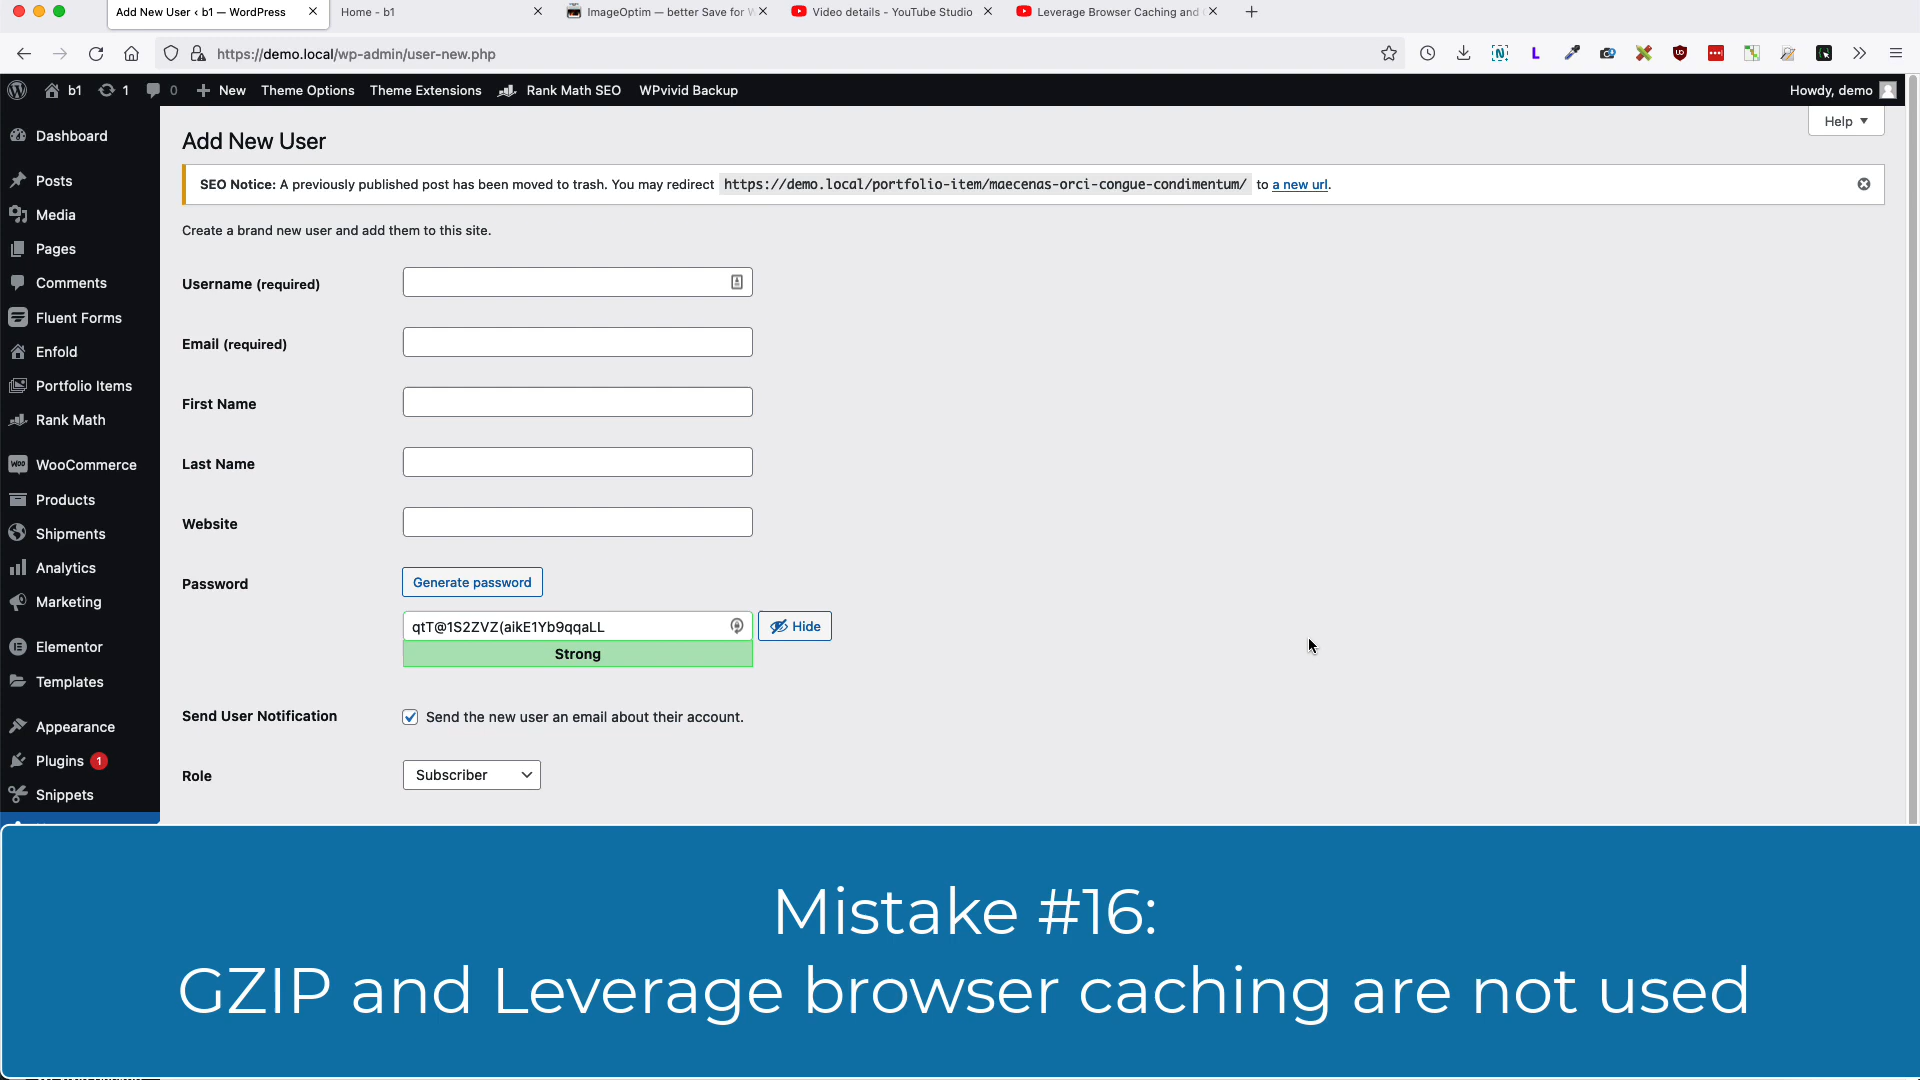 Add New User ‹ b1 — WordPress
Home - b1
ImageOptim — better Save for
Video details - YouTube Studio
Leverage Browser Caching and
https://demo.local/wp-admin/user-new.php
b1
1
0
New
Theme Options
Theme Extensions
Rank Math SEO
WPvivid Backup
Howdy, demo
Help
Dashboard
Posts
Media
Pages
Comments
Fluent Forms
Enfold
Portfolio Items
Rank Math
WooCommerce
Products
Shipments
Analytics
Marketing
Elementor
Templates
Appearance
Plugins 1
Snippets
Add New User
SEO Notice: A previously published post has been moved to trash. You may redirect https://demo.local/portfolio-item/maecenas-orci-congue-condimentum/ to a new url.
Create a brand new user and add them to this site.
Username (required)
Email (required)
First Name
Last Name
Website
Password
Generate password
qtT@1S2ZVZ(aikE1Yb9qqaLL
Hide
Strong
Send User Notification
Send the new user an email about their account.
Role
Subscriber
Mistake #16:
GZIP and Leverage browser caching are not used